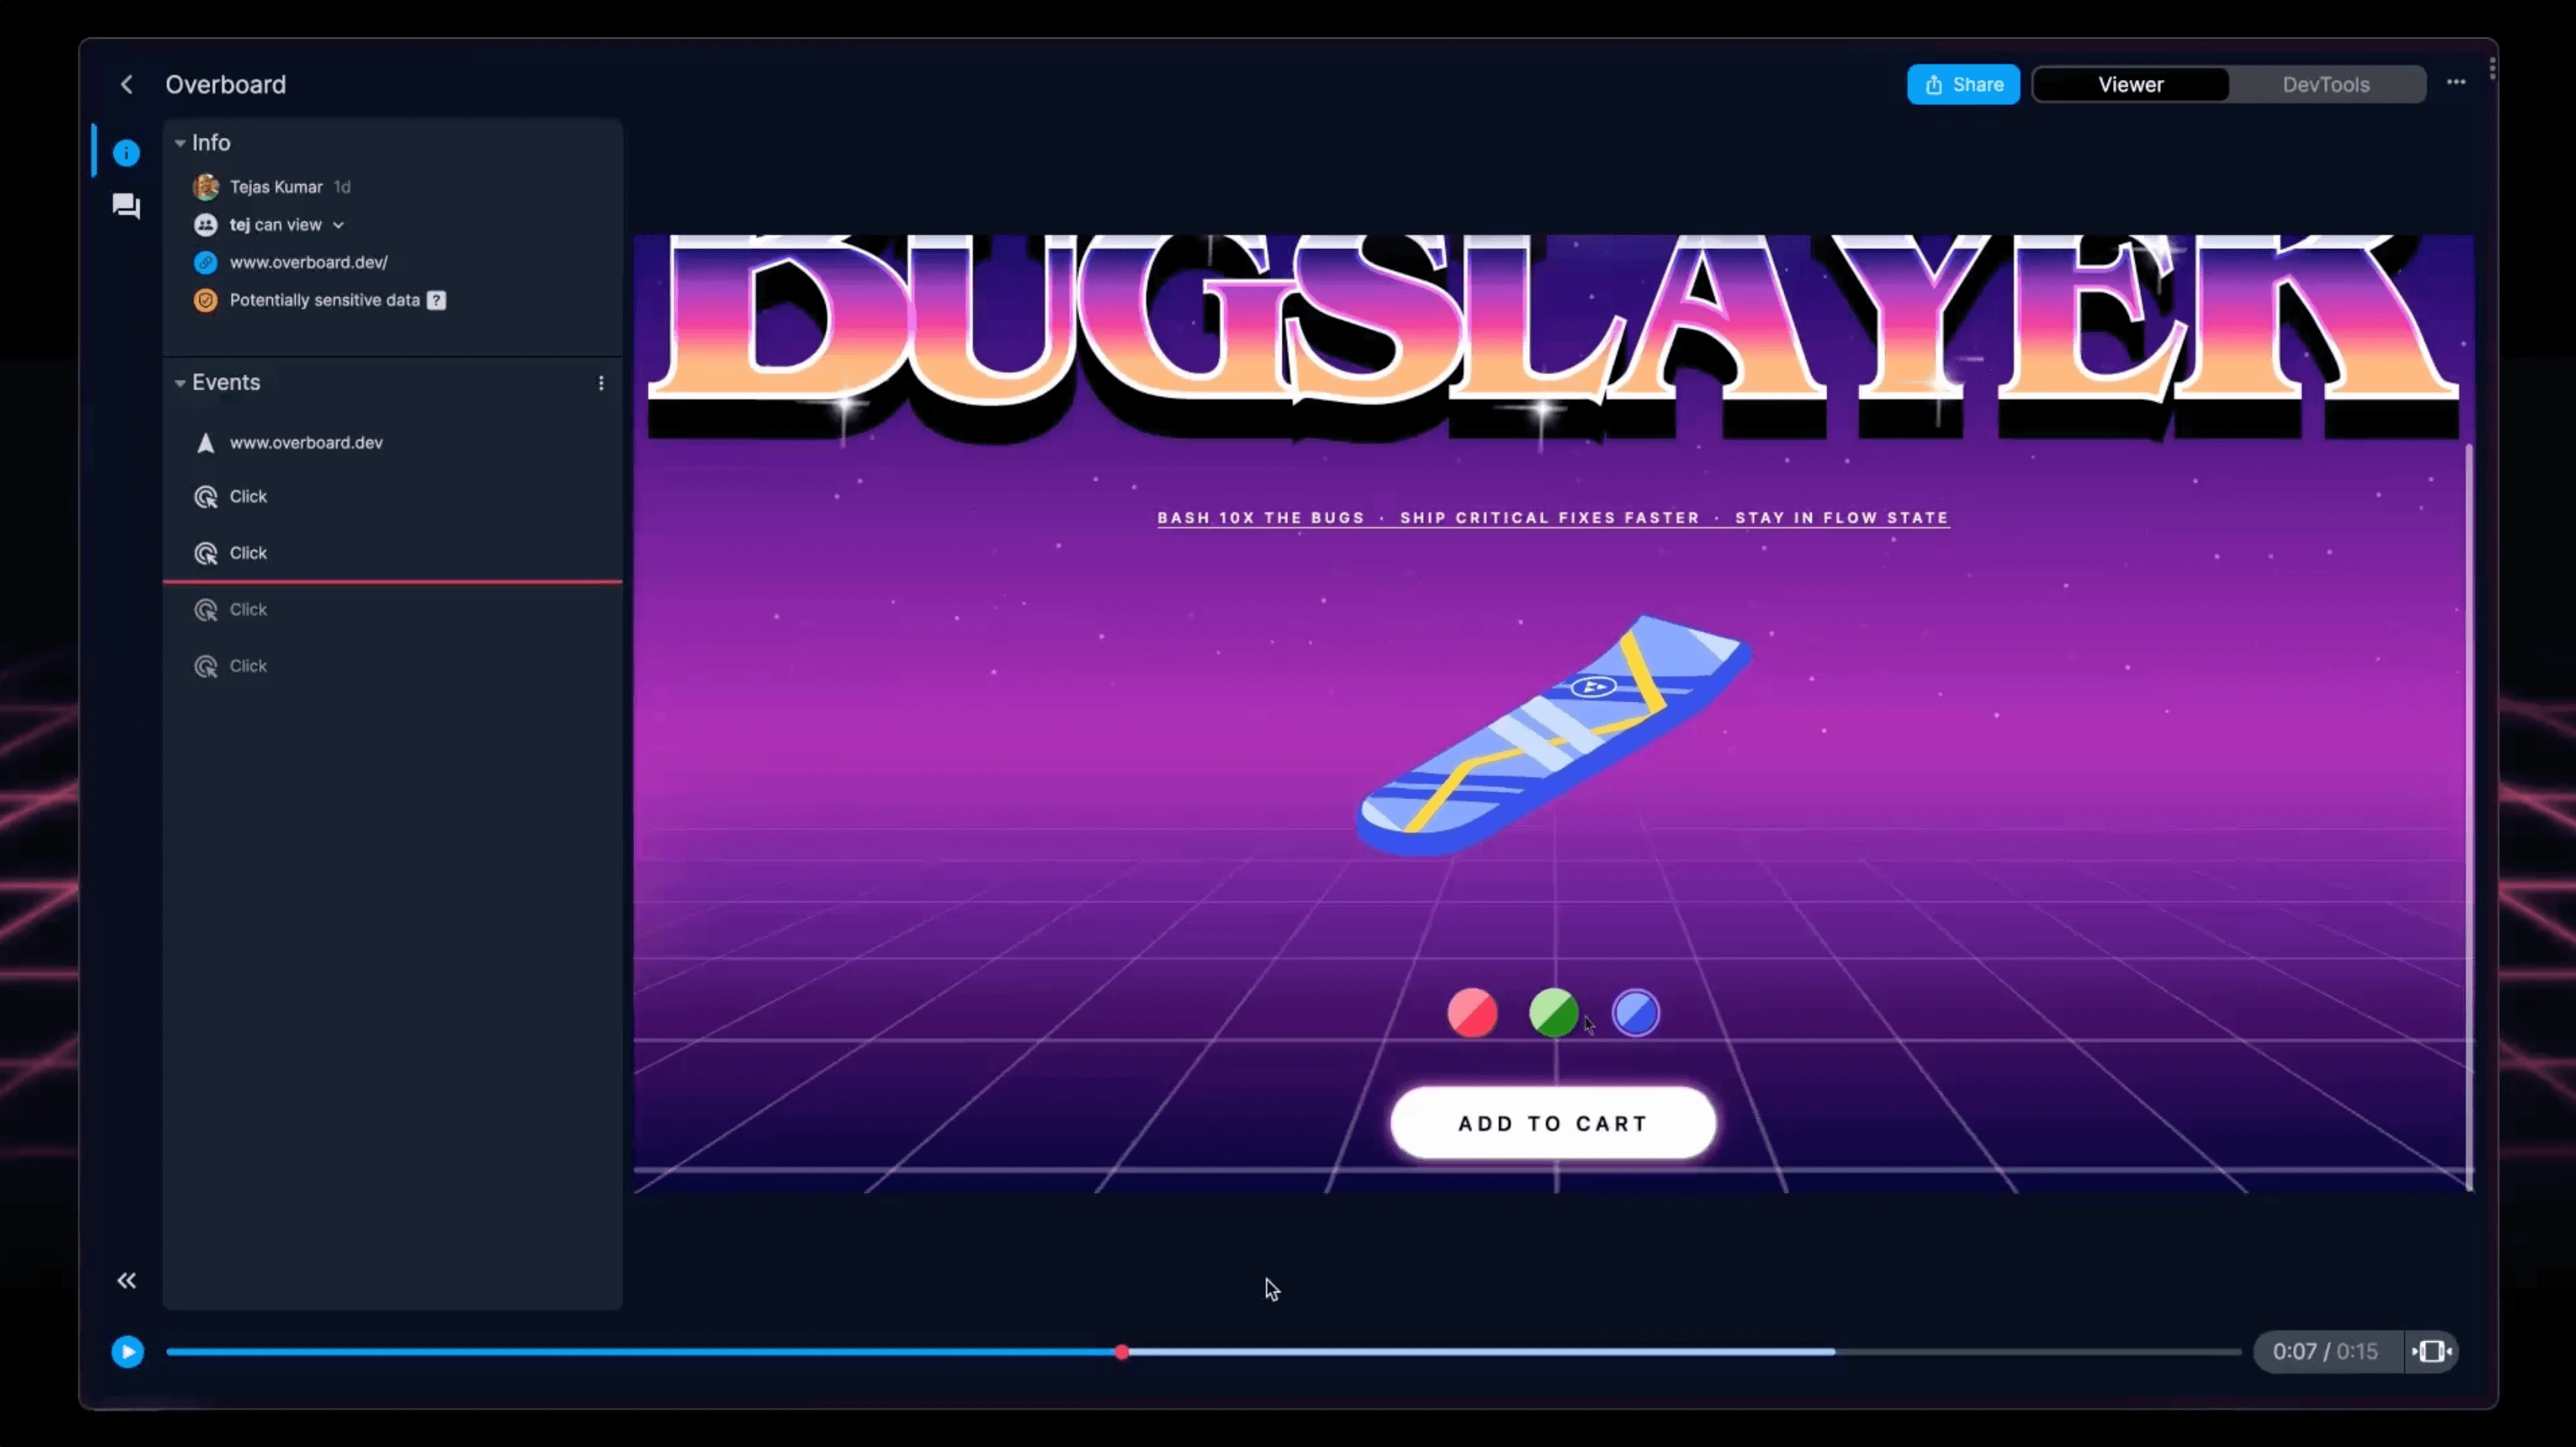 Overboard
Share
Viewer
DevTools
Info
Tejas Kumar 1d
tej can view
www.overboard.dev/
Potentially sensitive data ?
Events
www.overboard.dev
Click
Click
Click
Click
BUGSLAYER
BASH 10X THE BUGS · SHIP CRITICAL FIXES FASTER · STAY IN FLOW STATE
ADD TO CART
0:07 / 0:15